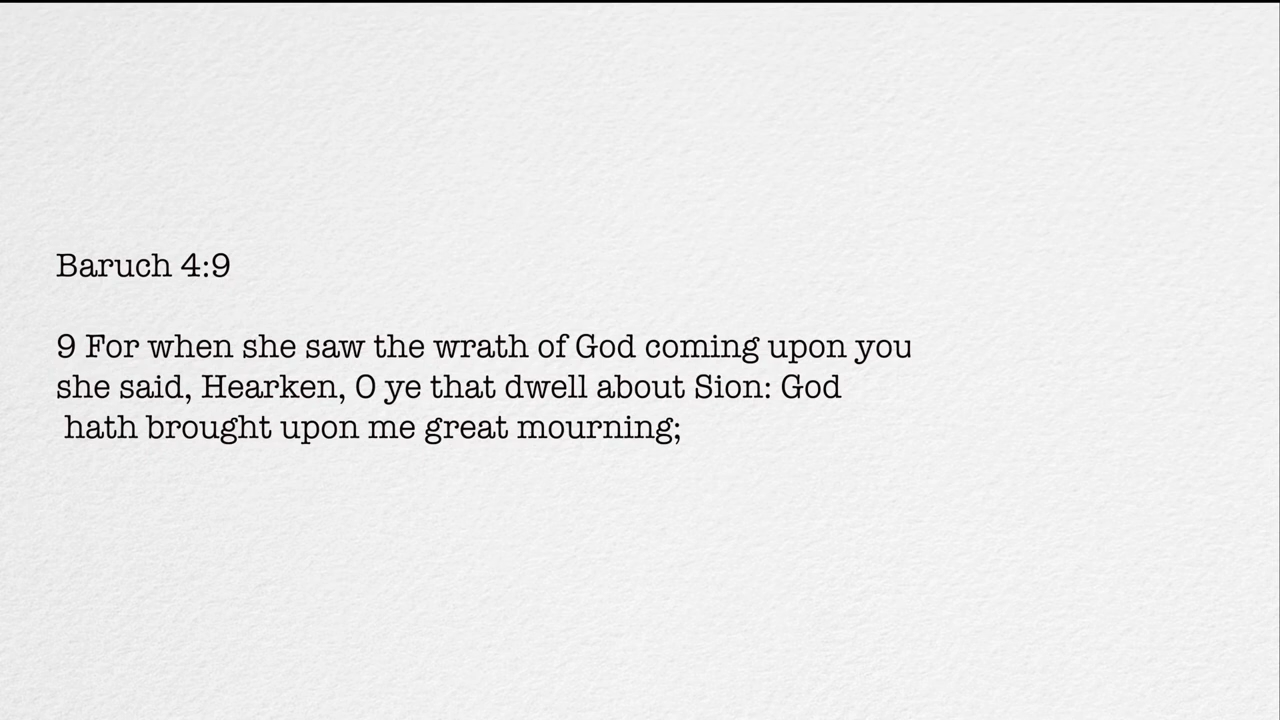 Baruch 4:9
9 For when she saw the wrath of God coming upon you
she said, Hearken, O ye that dwell about Sion: God
hath brought upon me great mourning;